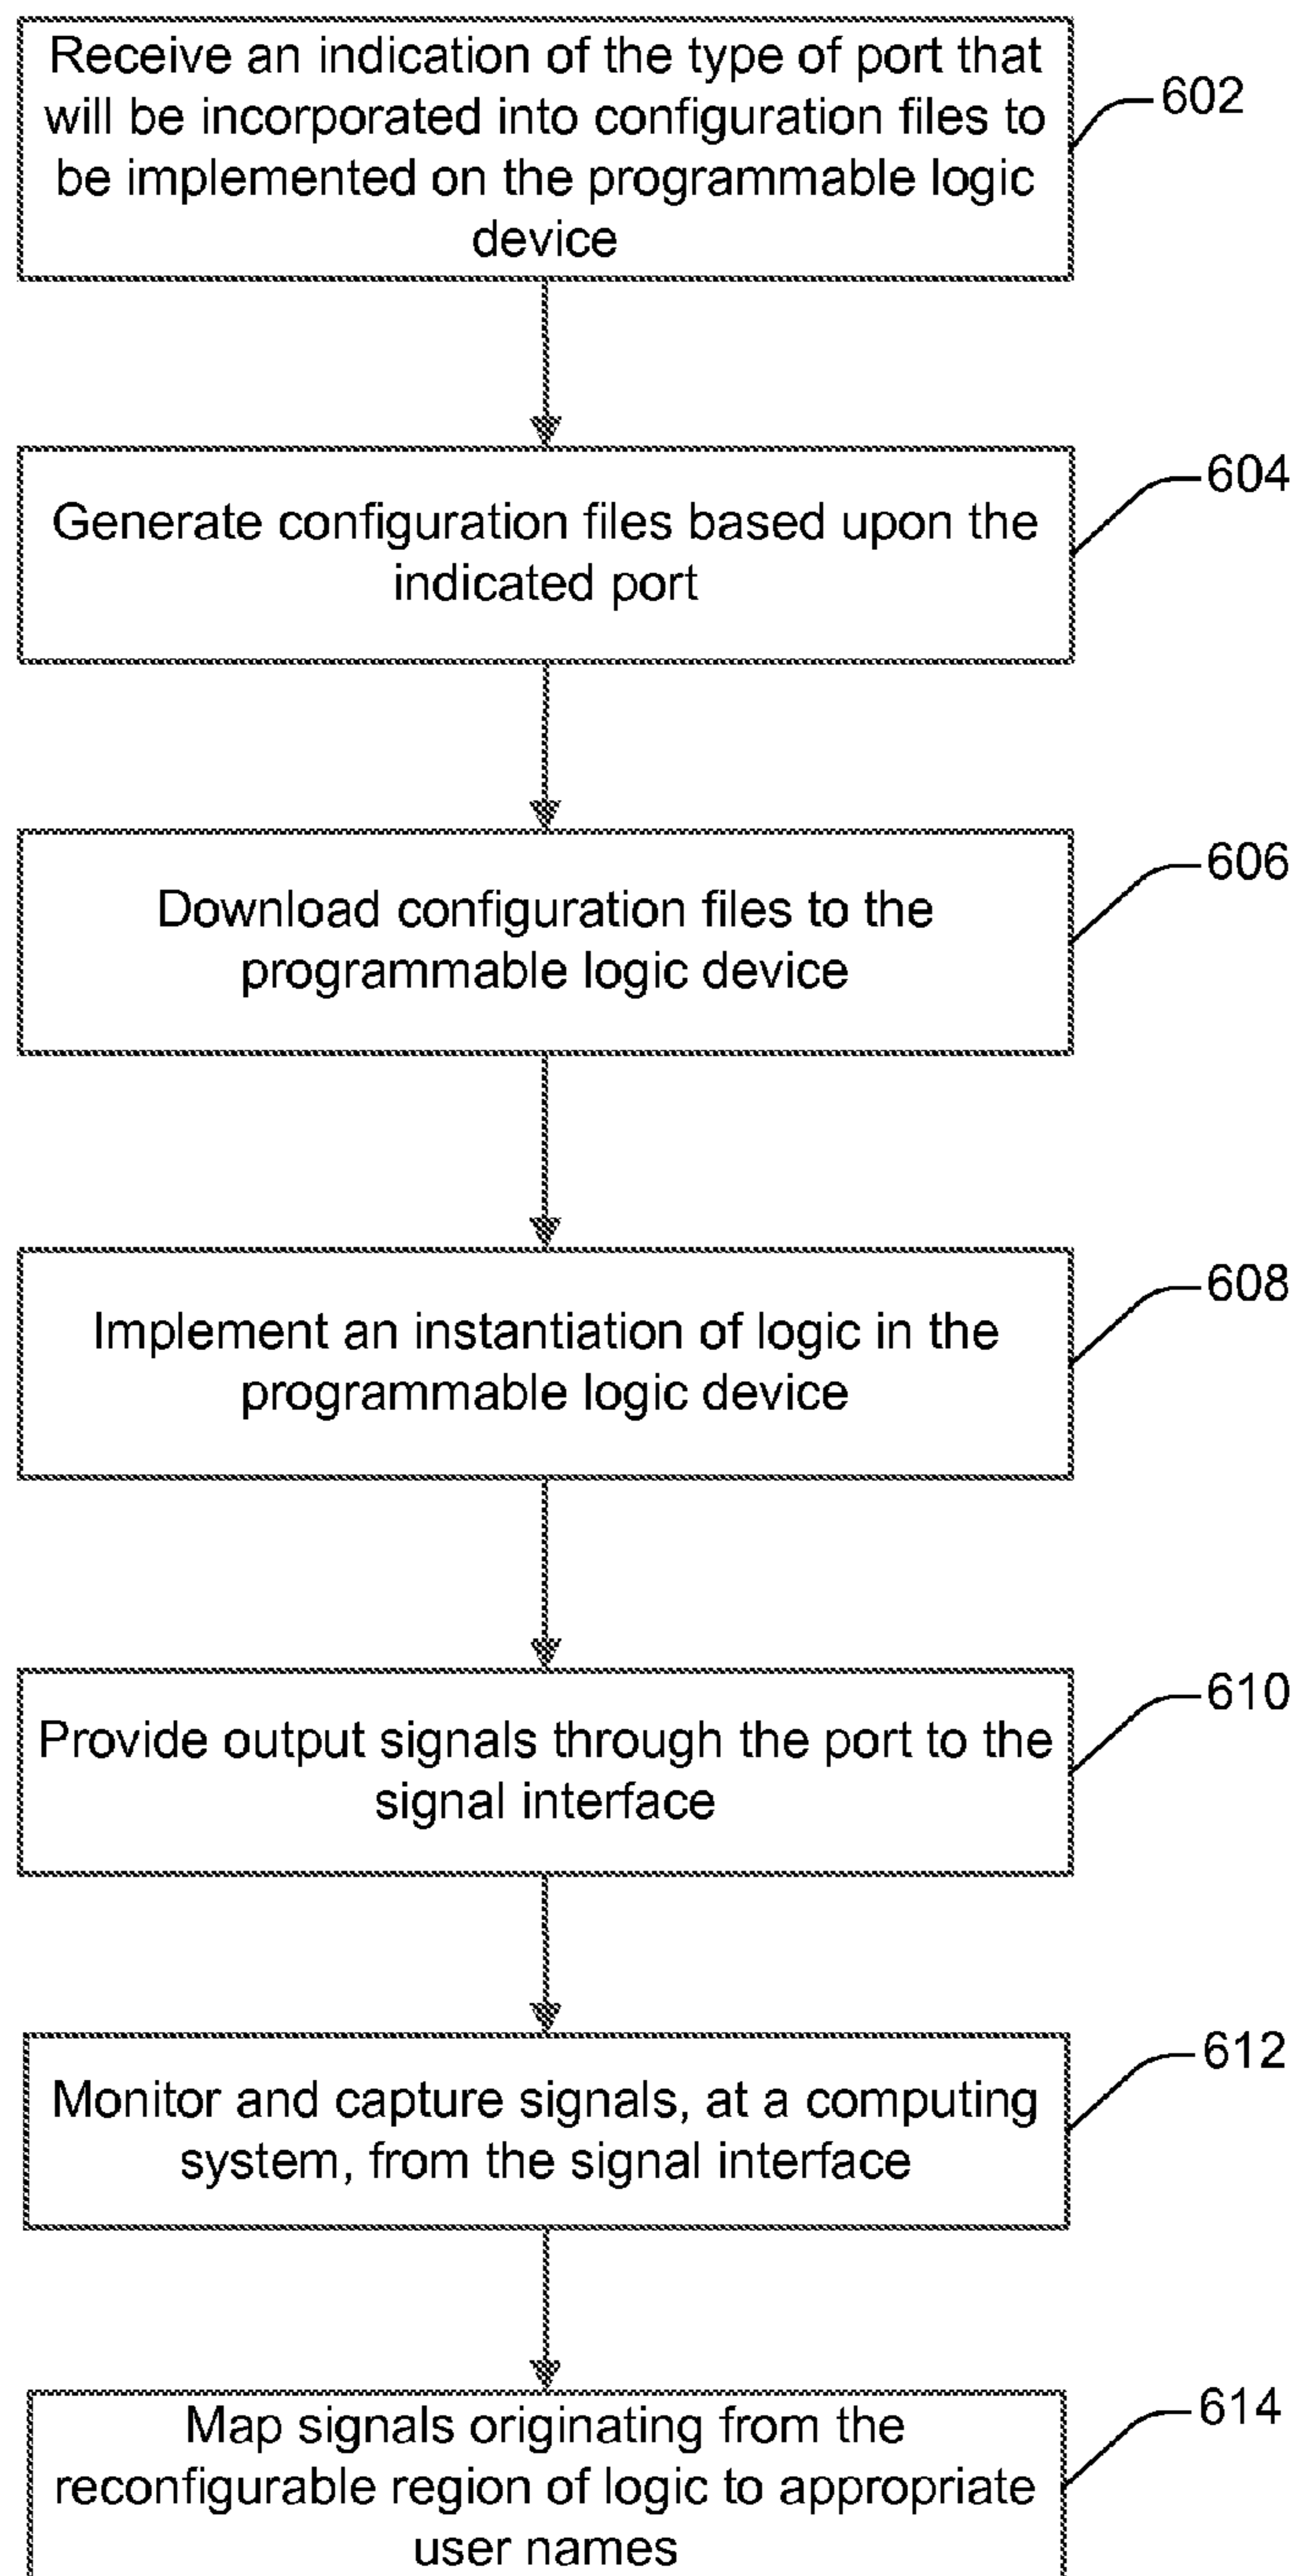 Receive an indication of the type of port that
will be incorporated into configuration files to
be implemented on the programmable logic
device
602
Generate configuration files based upon the
indicated port
604
Download configuration files to the
programmable logic device
606
Implement an instantiation of logic in the
programmable logic device
608
Provide output signals through the port to the
signal interface
610
Monitor and capture signals, at a computing
system, from the signal interface
612
Map signals originating from the
reconfigurable region of logic to appropriate
user names
614